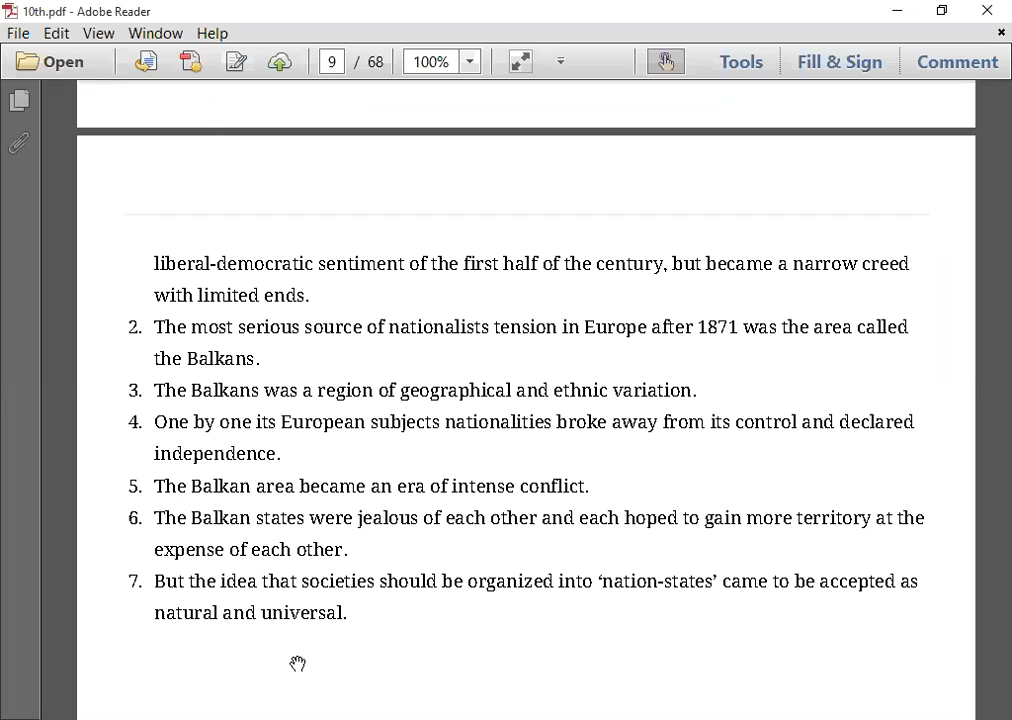 10th.pdf - Adobe Reader
File Edit View Window Help
Open 9 / 68 100% Tools Fill & Sign Comment
liberal-democratic sentiment of the first half of the century, but became a narrow creed
with limited ends.
2. The most serious source of nationalists tension in Europe after 1871 was the area called
the Balkans.
3. The Balkans was a region of geographical and ethnic variation.
4. One by one its European subjects nationalities broke away from its control and declared
independence.
5. The Balkan area became an era of intense conflict.
6. The Balkan states were jealous of each other and each hoped to gain more territory at the
expense of each other.
7. But the idea that societies should be organized into ‘nation-states’ came to be accepted as
natural and universal.